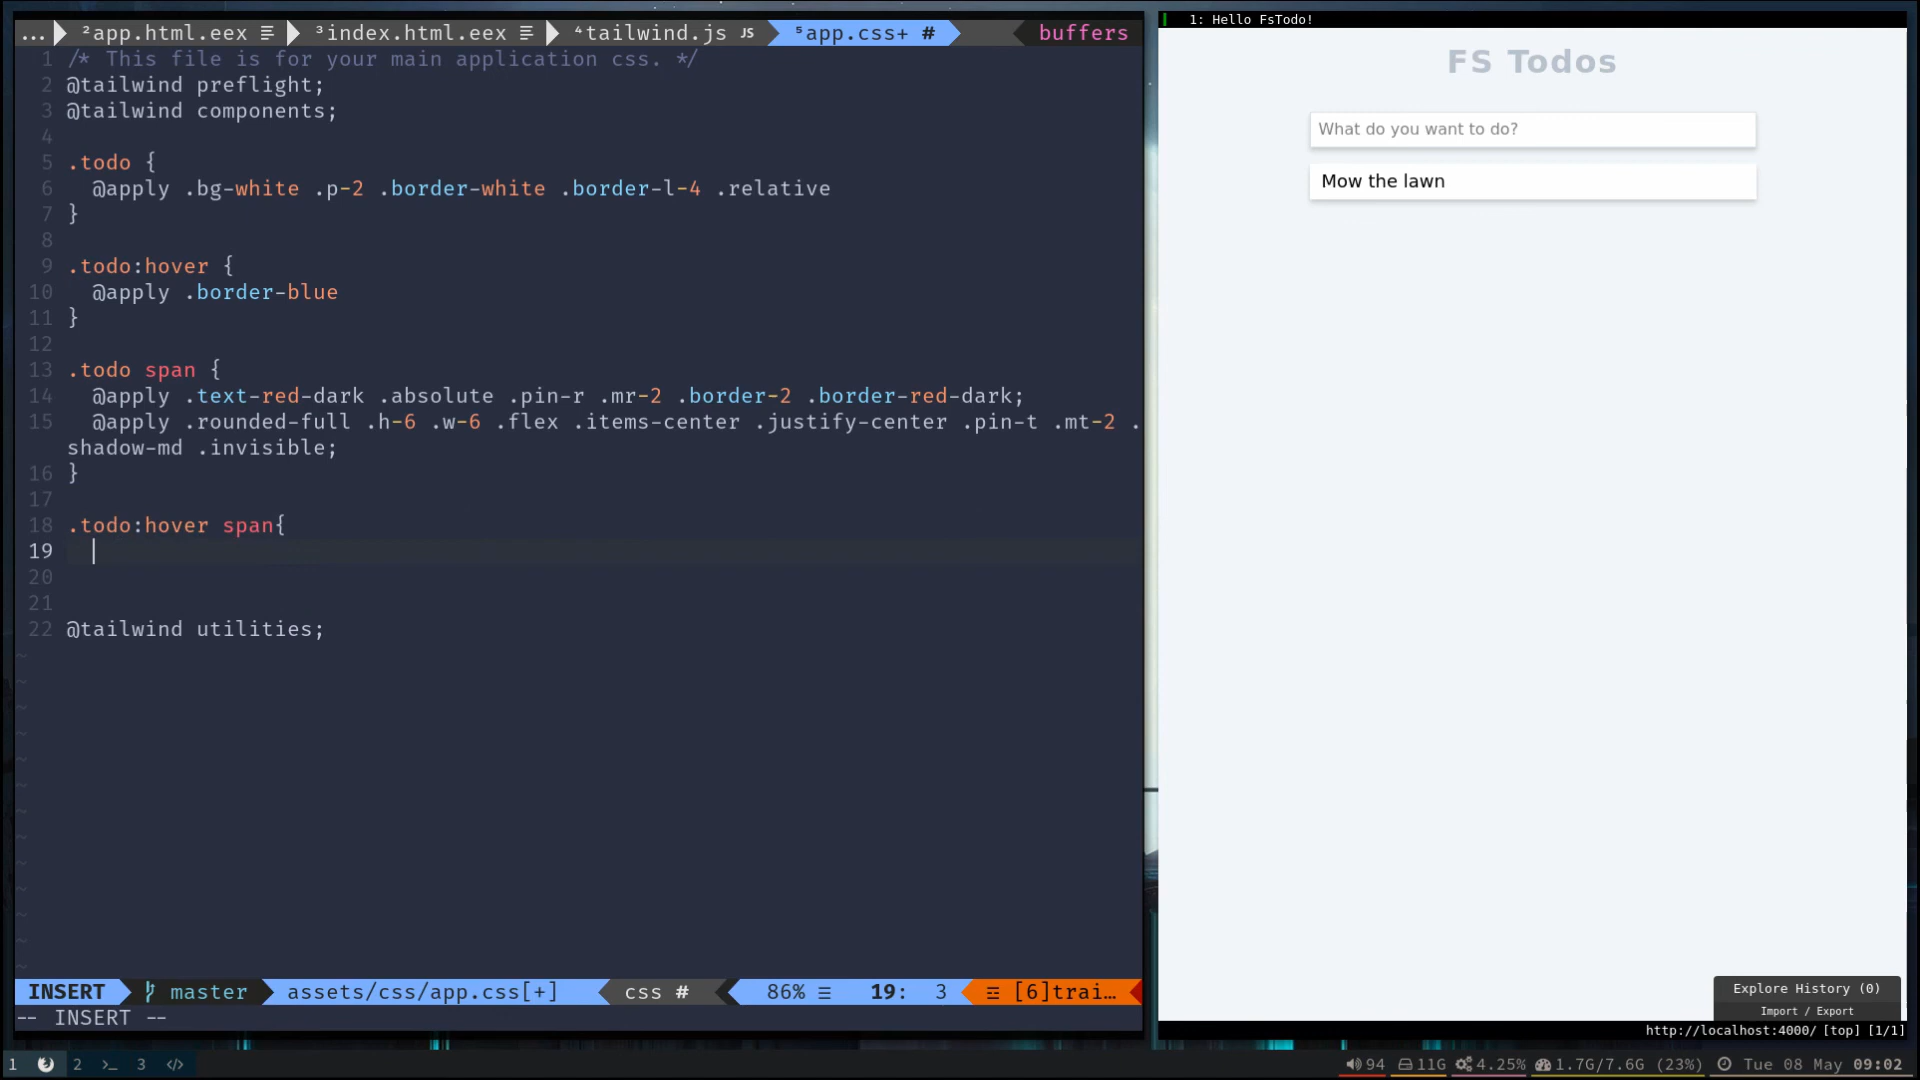 ... ²app.html.eex ³index.html.eex ⁴tailwind.js JS ⁵app.css+ # buffers
1 /* This file is for your main application css. */
2 @tailwind preflight;
3 @tailwind components;
4
5 .todo {
6 @apply .bg-white .p-2 .border-white .border-l-4 .relative
7 }
8
9 .todo:hover {
10 @apply .border-blue
11 }
12
13 .todo span {
14 @apply .text-red-dark .absolute .pin-r .mr-2 .border-2 .border-red-dark;
15 @apply .rounded-full .h-6 .w-6 .flex .items-center .justify-center .pin-t .mt-2 .
shadow-md .invisible;
16 }
17
18 .todo:hover span{
19
20
21
22 @tailwind utilities;
~
~
~
~
~
~
~
~
~
~
~
~
~
INSERT master assets/css/app.css[+] css # 86% ☰ 19: 3 ☲ [6]trai…
-- INSERT --
1: Hello FsTodo!
FS Todos
What do you want to do?
Mow the lawn
Explore History (0)
Import / Export
http://localhost:4000/ [top] [1/1]
1 2 >_ 3 </> 94 11G 4.25% 1.7G/7.6G (23%) Tue 08 May 09:02